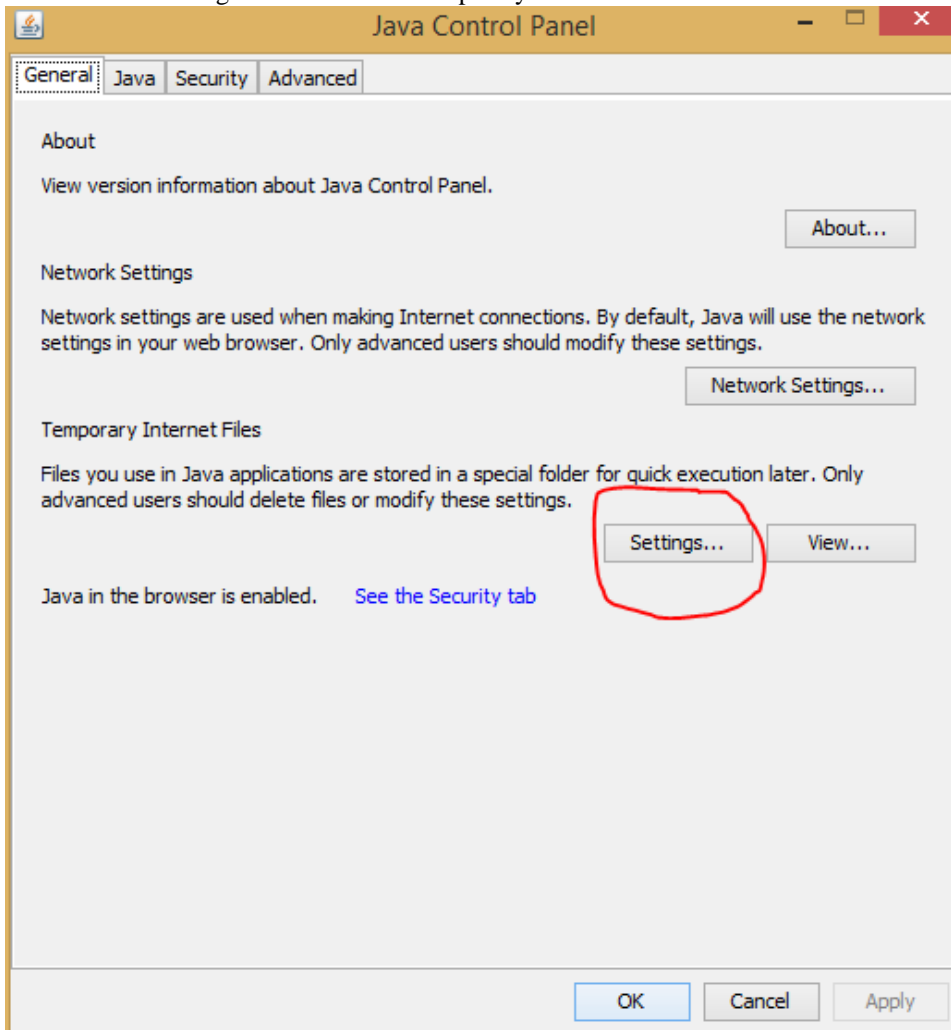 Java Control Panel
General Java Security Advanced
About
View version information about Java Control Panel.
About...
Network Settings
Network settings are used when making Internet connections. By default, Java will use the network
settings in your web browser. Only advanced users should modify these settings.
Network Settings...
Temporary Internet Files
Files you use in Java applications are stored in a special folder for quick execution later. Only
advanced users should delete files or modify these settings.
Settings... View...
Java in the browser is enabled. See the Security tab
OK Cancel Apply